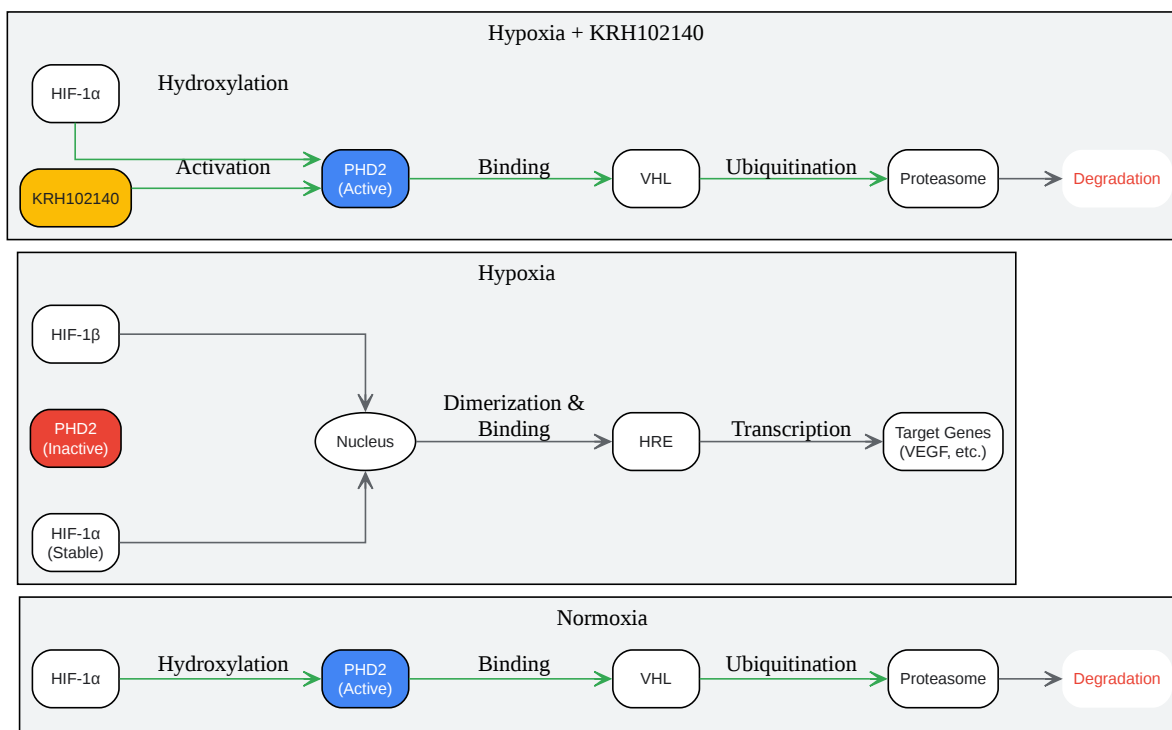 Hypoxia + KRH102140
HIF-1α
Hydroxylation
KRH102140
Activation
PHD2
(Active)
Binding
VHL
Ubiquitination
Proteasome
Degradation
Hypoxia
HIF-1β
PHD2
(Inactive)
HIF-1α
(Stable)
Nucleus
Dimerization &
Binding
HRE
Transcription
Target Genes
(VEGF, etc.)
Normoxia
HIF-1α
Hydroxylation
PHD2
(Active)
Binding
VHL
Ubiquitination
Proteasome
Degradation